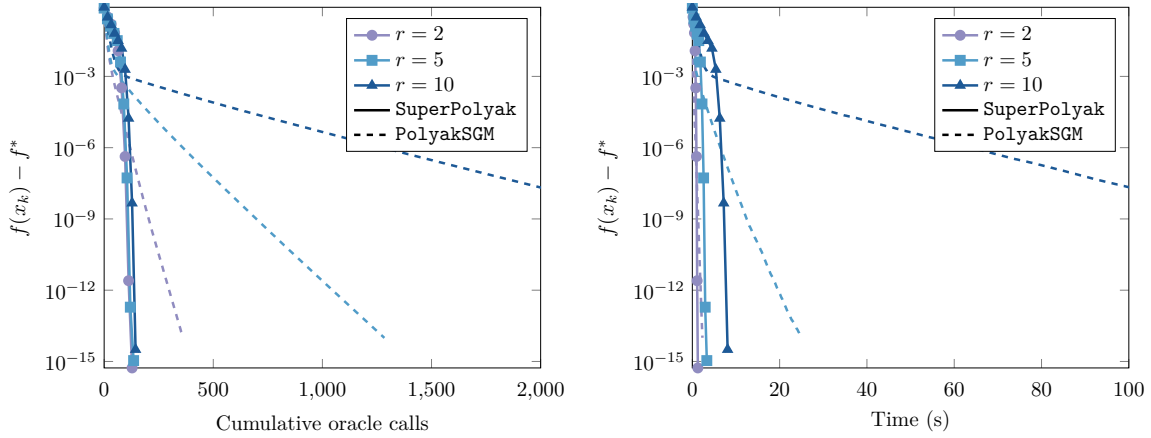 f(x_k) − f*
10^−3
10^−6
10^−9
10^−12
10^−15
0
500
1,000
1,500
2,000
Cumulative oracle calls
r = 2
r = 5
r = 10
SuperPolyak
PolyakSGM
f(x_k) − f*
10^−3
10^−6
10^−9
10^−12
10^−15
0
20
40
60
80
100
Time (s)
r = 2
r = 5
r = 10
SuperPolyak
PolyakSGM